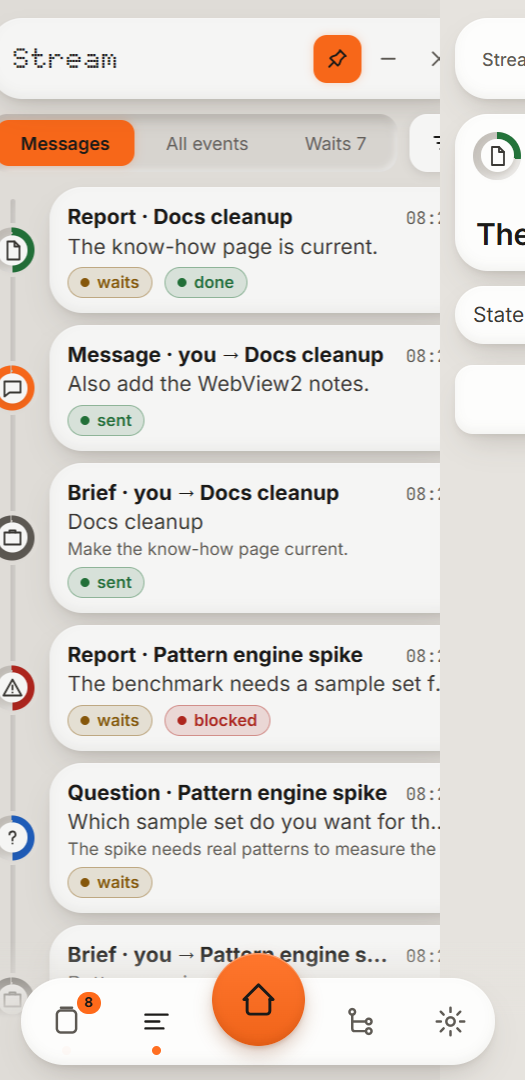 Stream
Messages All events Waits 7
Report · Docs cleanup
The know-how page is current.
waits done
Message · you → Docs cleanup
Also add the WebView2 notes.
sent
Brief · you → Docs cleanup
Docs cleanup
Make the know-how page current.
sent
Report · Pattern engine spike
The benchmark needs a sample set f…
waits blocked
Question · Pattern engine spike
Which sample set do you want for th…
The spike needs real patterns to measure the
waits
Brief · you → Pattern engine s…
8
The
State